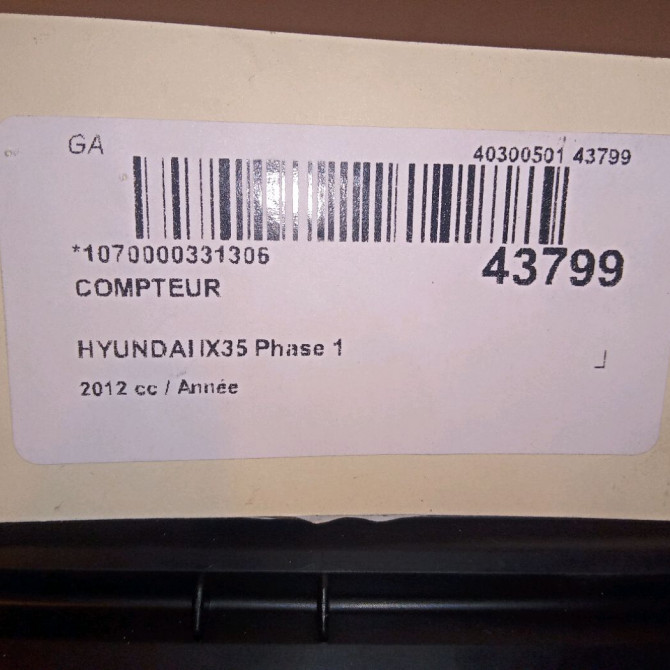 GA
40300501 43799
*1070000331306
43799
COMPTEUR
HYUNDAI IX35 Phase 1
2012 cc / Année